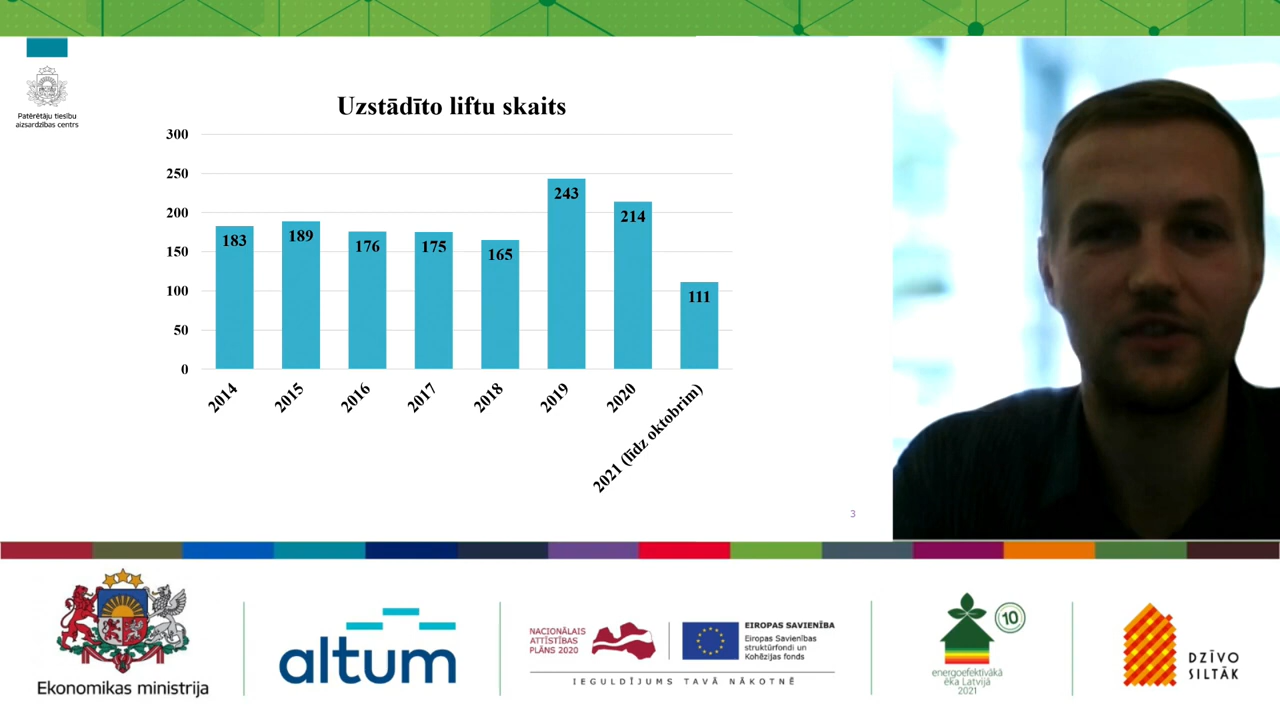 Patērētāju tiesību
aizsardzības centrs
Uzstādīto liftu skaits
300
250
200
150
100
50
0
183
189
176
175
165
243
214
111
2014
2015
2016
2017
2018
2019
2020
2021 (līdz oktobrim)
3
Ekonomikas ministrija
altum
NACIONĀLAIS
ATTĪSTĪBAS
PLĀNS 2020
EIROPAS SAVIENĪBA
Eiropas Savienības
struktūrfondi un
Kohēzijas fonds
IEGULDĪJUMS TAVĀ NĀKOTNĒ
10
energoefektīvākā
ēka Latvijā
2021
DZĪVO
SILTĀK